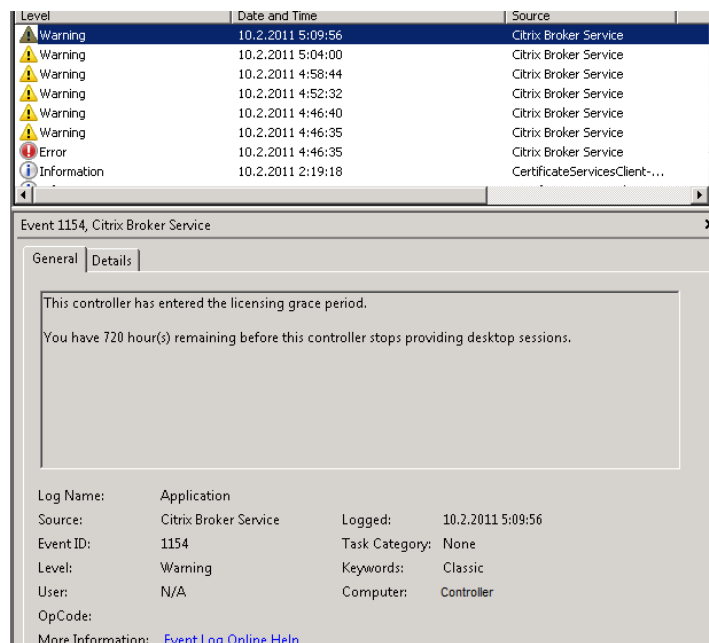 Level Date and Time Source
Warning 10.2.2011 5:09:56 Citrix Broker Service
Warning 10.2.2011 5:04:00 Citrix Broker Service
Warning 10.2.2011 4:58:44 Citrix Broker Service
Warning 10.2.2011 4:52:32 Citrix Broker Service
Warning 10.2.2011 4:46:40 Citrix Broker Service
Warning 10.2.2011 4:46:35 Citrix Broker Service
Error 10.2.2011 4:46:35 Citrix Broker Service
Information 10.2.2011 2:19:18 CertificateServicesClient-...
Event 1154, Citrix Broker Service
General Details
This controller has entered the licensing grace period.
You have 720 hour(s) remaining before this controller stops providing desktop sessions.
Log Name: Application
Source: Citrix Broker Service Logged: 10.2.2011 5:09:56
Event ID: 1154 Task Category: None
Level: Warning Keywords: Classic
User: N/A Computer: Controller
OpCode:
More Information: Event Log Online Help